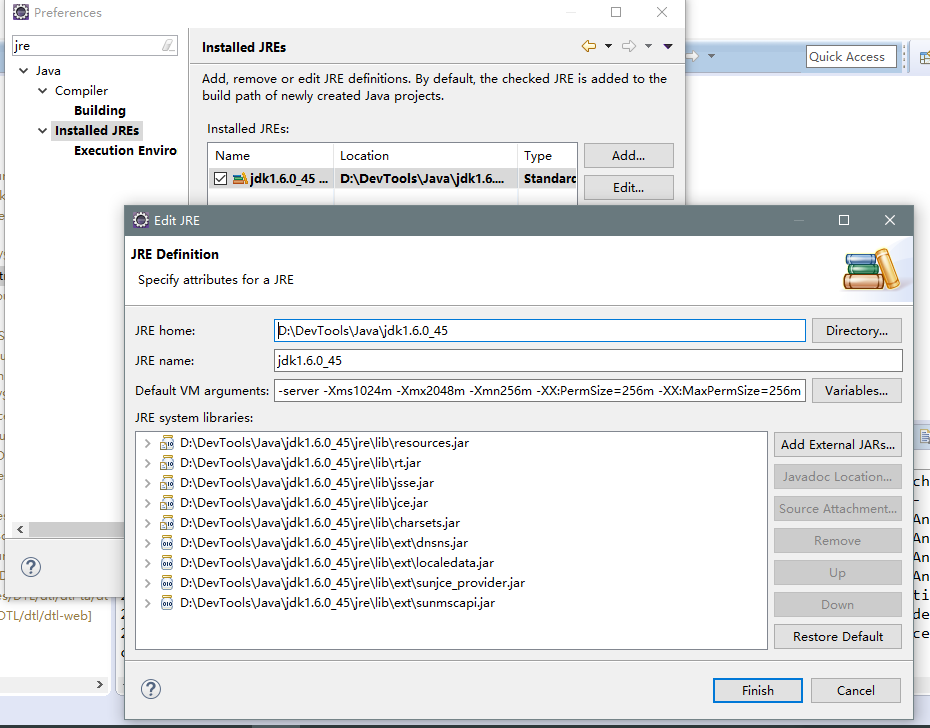 Preferences
jre
Java
Compiler
Building
Installed JREs
Execution Enviro
Installed JREs
Add, remove or edit JRE definitions. By default, the checked JRE is added to the
build path of newly created Java projects.
Installed JREs:
Name Location Type
jdk1.6.0_45 ... D:\DevTools\Java\jdk1.6.... Standard
Add...
Edit...
Quick Access
Edit JRE
JRE Definition
Specify attributes for a JRE
JRE home: D:\DevTools\Java\jdk1.6.0_45 Directory...
JRE name: jdk1.6.0_45
Default VM arguments: -server -Xms1024m -Xmx2048m -Xmn256m -XX:PermSize=256m -XX:MaxPermSize=256m Variables...
JRE system libraries:
D:\DevTools\Java\jdk1.6.0_45\jre\lib\resources.jar
D:\DevTools\Java\jdk1.6.0_45\jre\lib\rt.jar
D:\DevTools\Java\jdk1.6.0_45\jre\lib\jsse.jar
D:\DevTools\Java\jdk1.6.0_45\jre\lib\jce.jar
D:\DevTools\Java\jdk1.6.0_45\jre\lib\charsets.jar
D:\DevTools\Java\jdk1.6.0_45\jre\lib\ext\dnsns.jar
D:\DevTools\Java\jdk1.6.0_45\jre\lib\ext\localedata.jar
D:\DevTools\Java\jdk1.6.0_45\jre\lib\ext\sunjce_provider.jar
D:\DevTools\Java\jdk1.6.0_45\jre\lib\ext\sunmscapi.jar
Add External JARs...
Javadoc Location...
Source Attachment...
Remove
Up
Down
Restore Default
DTL/dtl/dtl-web]
Finish
Cancel